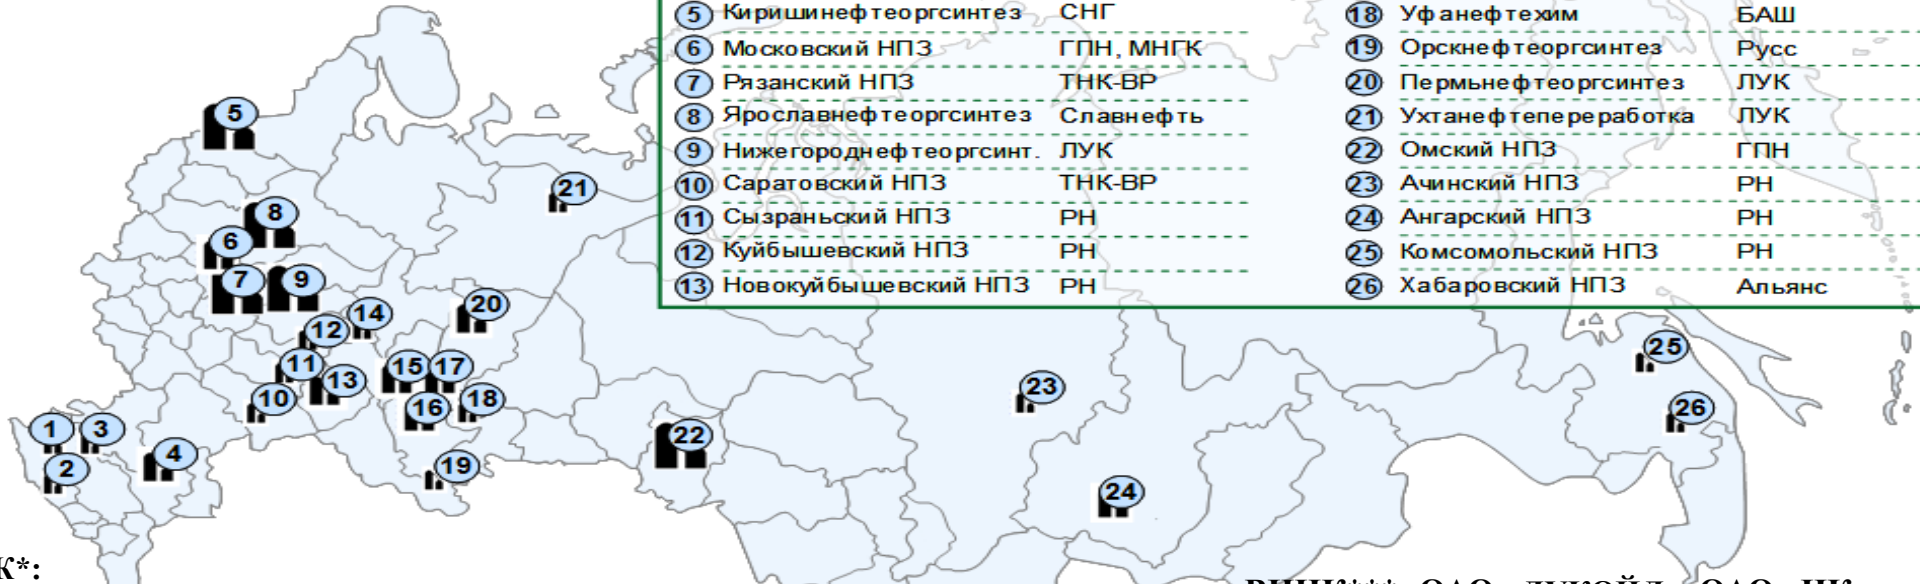 5 Киришинефтеоргсинтез СНГ
18 Уфанефтехим БАШ
6 Московский НПЗ ГПН, МНГК
19 Орскнефтеоргсинтез Русс
7 Рязанский НПЗ ТНК-ВР
20 Пермьнефтеоргсинтез ЛУК
8 Ярославнефтеоргсинтез Славнефть
21 Ухтанефтепереработка ЛУК
9 Нижегороднефтеоргсинт. ЛУК
22 Омский НПЗ ГПН
10 Саратовский НПЗ ТНК-ВР
23 Ачинский НПЗ РН
11 Сызраньский НПЗ РН
24 Ангарский НПЗ РН
12 Куйбышевский НПЗ РН
25 Комсомольский НПЗ РН
13 Новокуйбышевский НПЗ РН
26 Хабаровский НПЗ Альянс
5
21
8
6
7 9
20
14
12
25
11
15 17
13
23
10
16
18
26
1 3
22
4
2
19
24
К*: